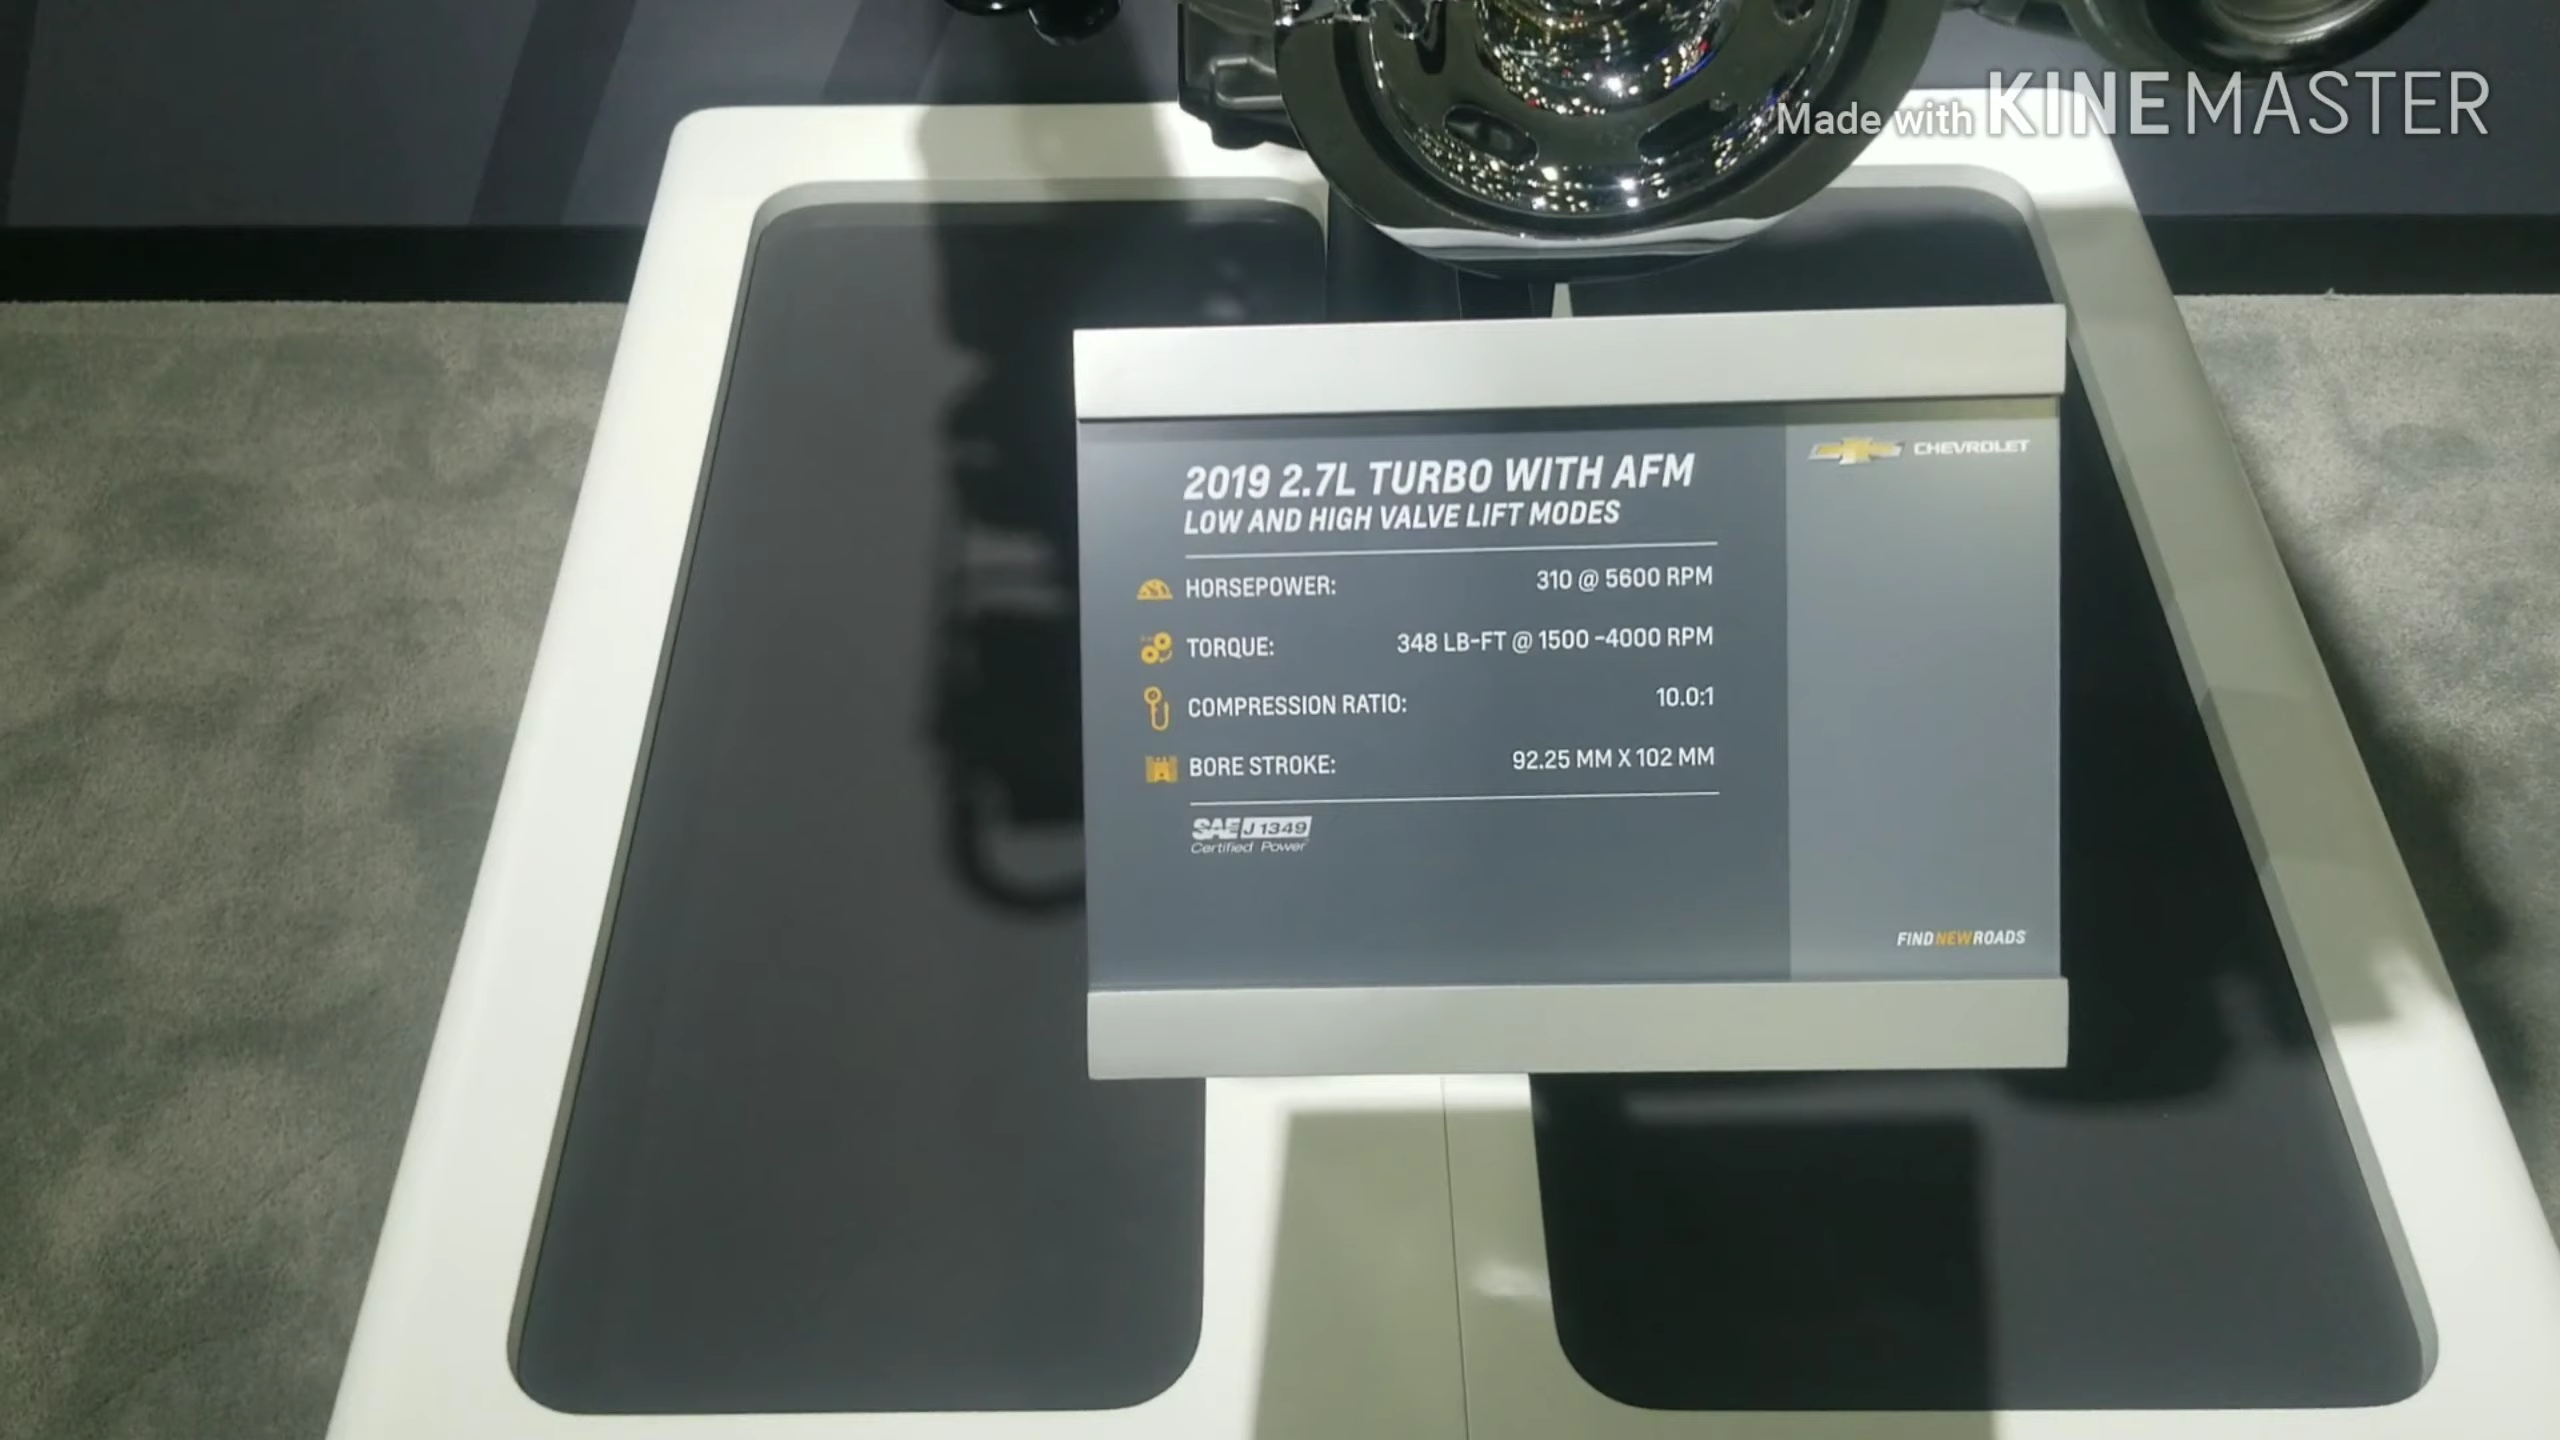 Made with KINEMASTER
CHEVROLET
2019 2.7L TURBO WITH AFM
LOW AND HIGH VALVE LIFT MODES
HORSEPOWER: 310 @ 5600 RPM
TORQUE: 348 LB-FT @ 1500 -4000 RPM
COMPRESSION RATIO: 10.0:1
BORE STROKE: 92.25 MM X 102 MM
SAE J1349
Certified Power
FIND NEW ROADS